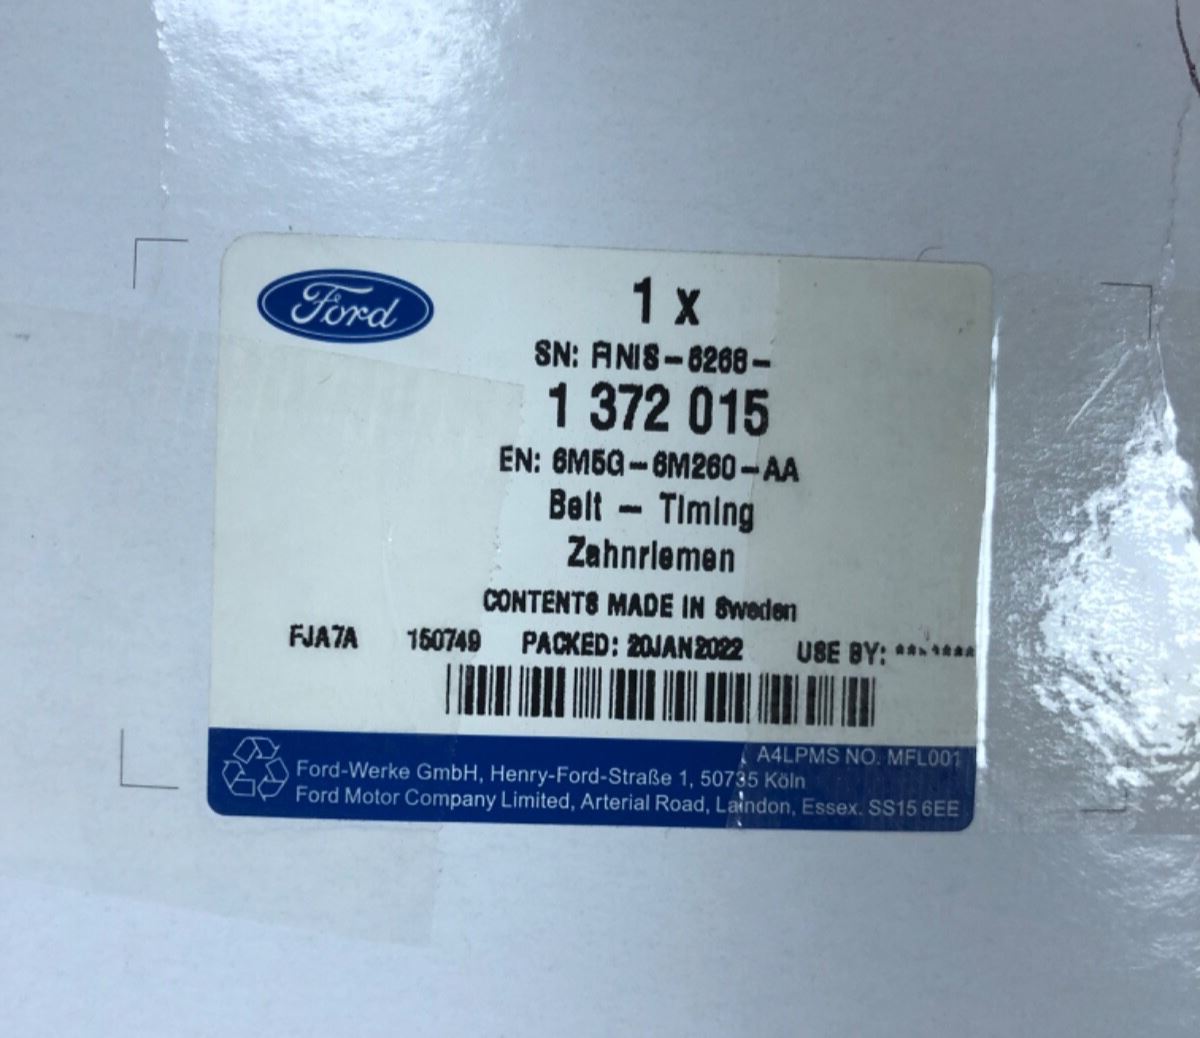 Ford
1 x
SN: FINIS-6268-
1 372 015
EN: 6M5G-6M260-AA
Belt - Timing
Zahnriemen
CONTENTS MADE IN Sweden
FJA7A 150749 PACKED: 20JAN2022 USE BY: *********
A4LPMS NO. MFL001
Ford-Werke GmbH, Henry-Ford-Straße 1, 50735 Köln
Ford Motor Company Limited, Arterial Road, Laindon, Essex. SS15 6EE